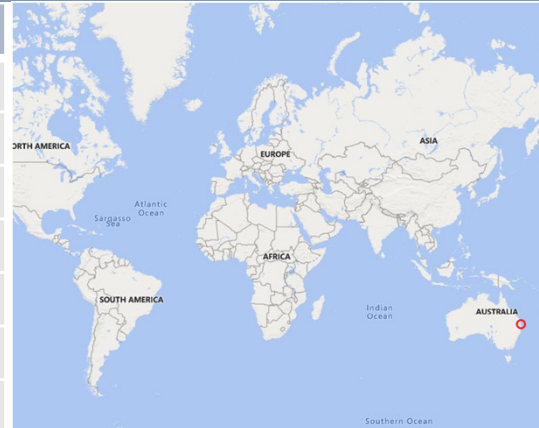 ORTH AMERICA
EUROPE
ASIA
Atlantic
Ocean
Sargasso
Sea
AFRICA
SOUTH AMERICA
Indian
Ocean
AUSTRALIA
Southern Ocean